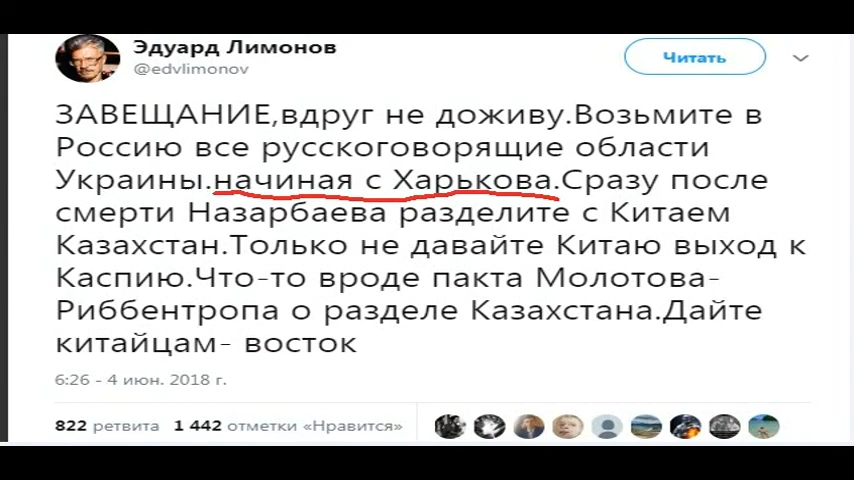 Эдуард Лимонов
@edvlimonov
Читать
ЗАВЕЩАНИЕ,вдруг не доживу.Возьмите в
Россию все русскоговорящие области
Украины.начиная с Харькова.Сразу после
смерти Назарбаева разделите с Китаем
Казахстан.Только не давайте Китаю выход к
Каспию.Что-то вроде пакта Молотова-
Риббентропа о разделе Казахстана.Дайте
китайцам- восток
6:26 - 4 июн. 2018 г.
822 ретвита 1 442 отметки «Нравится»